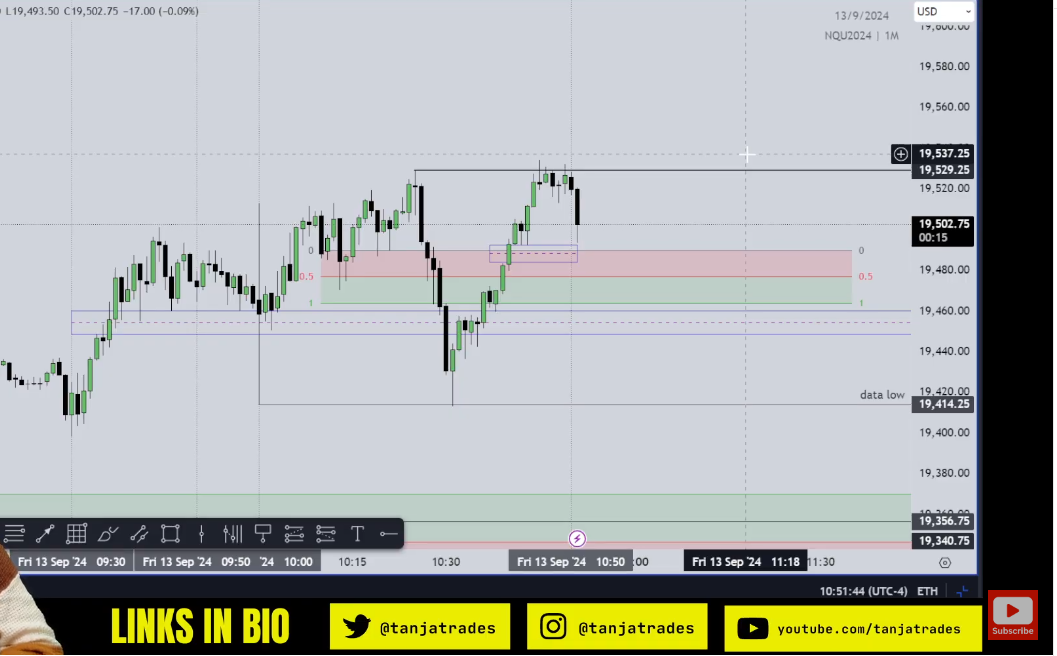 L19,493.50 C19,502.75 −17.00 (−0.09%)
13/9/2024
NQU2024 | 1M
USD
19,580.00
19,560.00
19,537.25
19,529.25
19,520.00
19,502.75
00:15
0
0
0.5
0.5
19,480.00
1
1
19,460.00
19,440.00
data low
19,420.00
19,414.25
19,400.00
19,380.00
19,356.75
19,340.75
T
Fri 13 Sep '24 09:30
Fri 13 Sep '24 09:50
'24 10:00
10:15
10:30
Fri 13 Sep '24 10:50
:00
Fri 13 Sep '24 11:18
11:30
10:51:44 (UTC-4) ETH
LINKS IN BIO
@tanjatrades
@tanjatrades
youtube.com/tanjatrades
Subscribe